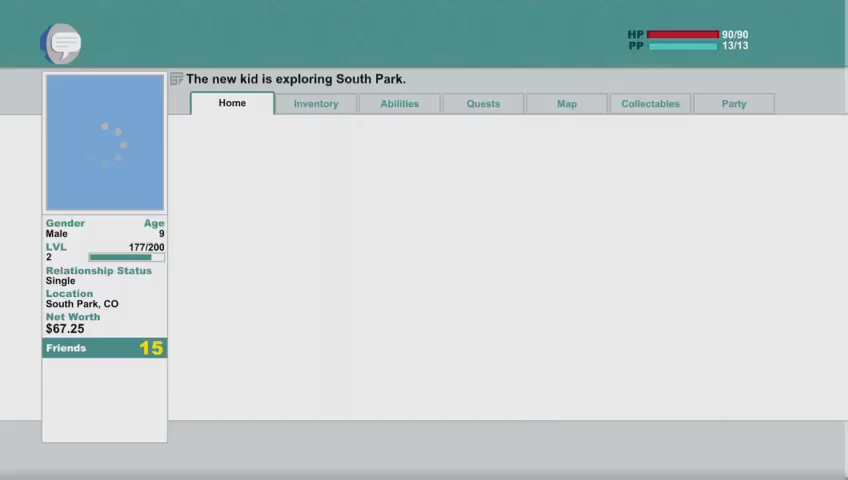 HP 90/90
PP 13/13
The new kid is exploring South Park.
Home Inventory Abilities Quests Map Collectables Party
Gender Age
Male 9
LVL 177/200
2
Relationship Status
Single
Location
South Park, CO
Net Worth
$67.25
Friends 15